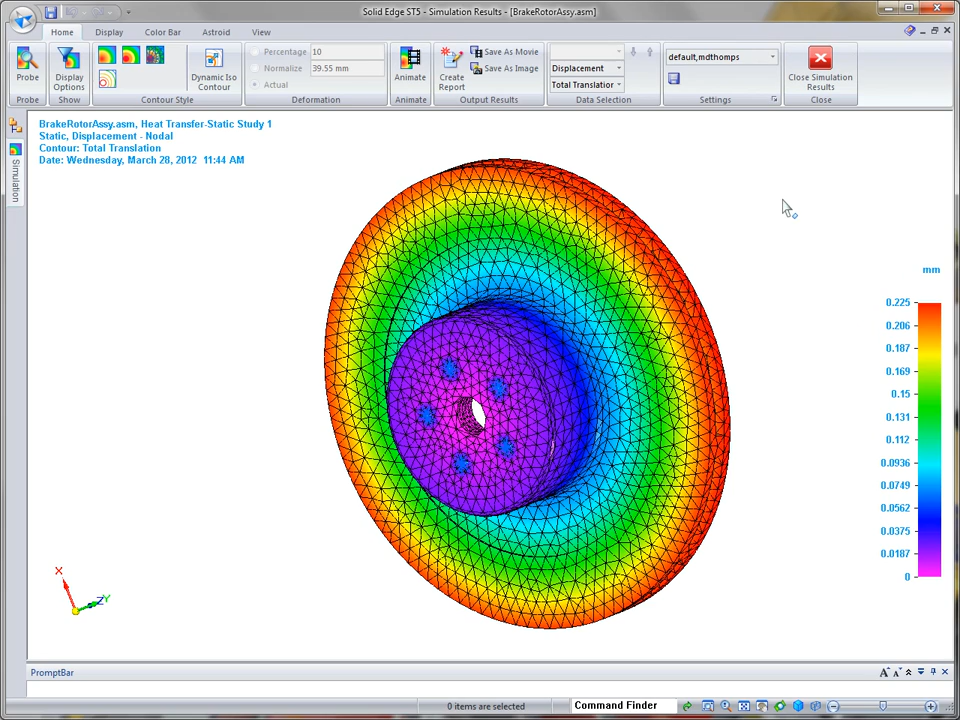 Solid Edge ST5 - Simulation Results - [BrakeRotorAssy.asm]
Home Display Color Bar Astroid View
Percentage 10
Normalize 39.55 mm
Actual
Save As Movie
Save As Image
Displacement
Total Translation
default,mdthomps
Probe
Display Options
Dynamic Iso Contour
Animate
Create Report
Close Simulation Results
Probe Show Contour Style Deformation Animate Output Results Data Selection Settings Close
Simulation
BrakeRotorAssy.asm, Heat Transfer-Static Study 1
Static, Displacement - Nodal
Contour: Total Translation
Date: Wednesday, March 28, 2012 11:44 AM
mm
0.225
0.206
0.187
0.169
0.15
0.131
0.112
0.0936
0.0749
0.0562
0.0375
0.0187
0
X
Z Y
PromptBar
0 items are selected
Command Finder